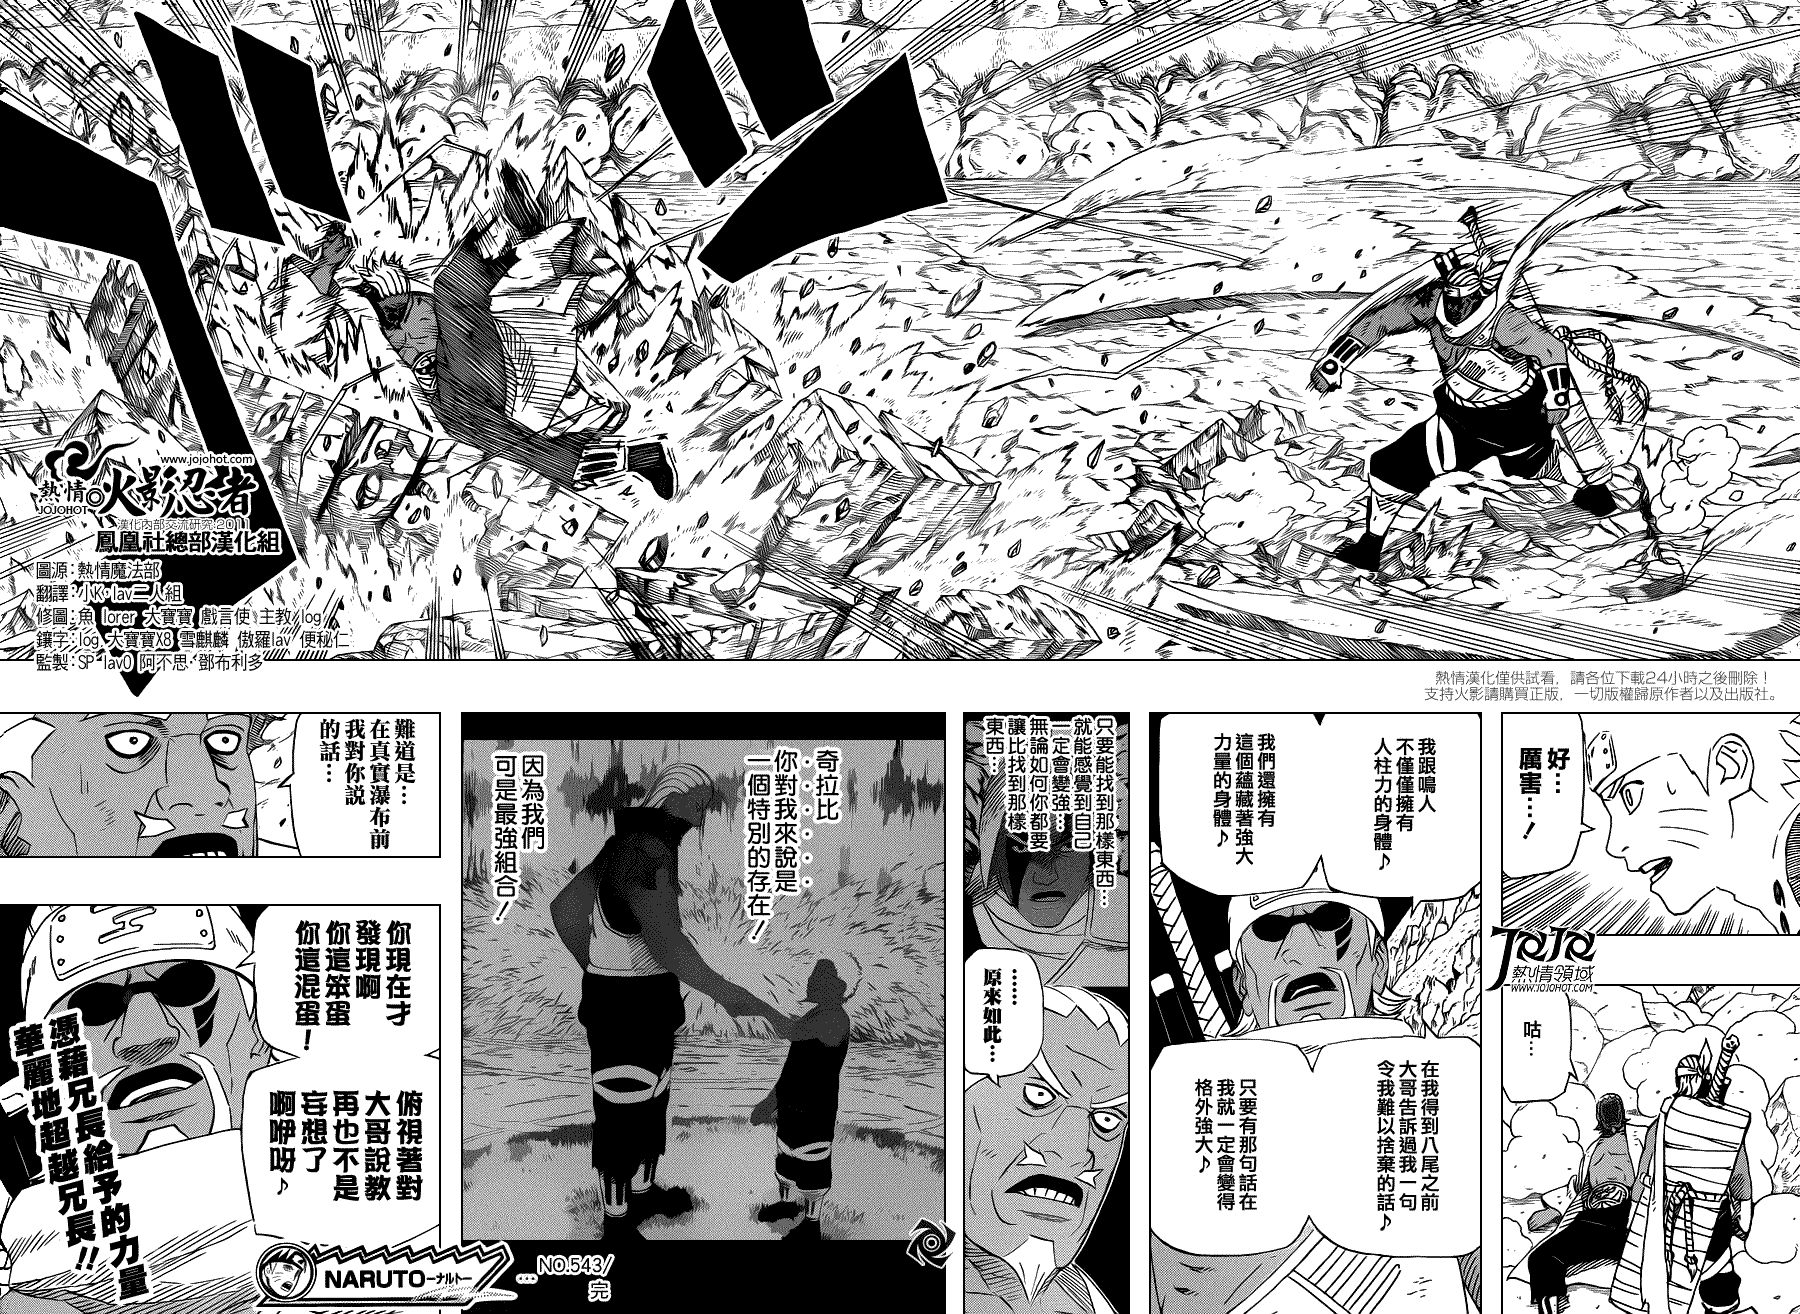 www.jojohot.com
熱情
JOJOHOT
火影忍者
漢化內部交流研究.2011
鳳凰社總部漢化組
圖源：熱情魔法部
翻譯：小K·lav二人組
修圖：魚 lorer 大寶寶 戲言使 主教 log
鑲字：log 大寶寶X8 雪麒麟 傲羅lav 便秘仁
監製：SP lav0 阿不思·鄧布利多
熱情漢化僅供試看，請各位下載24小時之後刪除！
支持火影請購買正版，一切版權歸原作者以及出版社。
好…
厲害…！
JOJO
熱情領域
WWW.JOJOHOT.COM
咕…
我跟鳴人
不僅僅擁有
人柱力的身體♪
我們還擁有
這個蘊藏著強大
力量的身體♪
在我得到八尾之前
大哥告訴過我一句
令我難以捨棄的話♪
只要有那句話在
我就一定會變得
格外強大♪
只要能找到那樣東西…
就能感覺到自己
一定會變強…
無論如何你都要
讓比找到那樣
東西…
……
原來如此…
奇拉比
你對我來說是
一個特別的存在！
因為我們
可是最強組合！
難道是…
在真實瀑布前
我對你說
的話…
你現在才
發現啊
你這笨蛋
你這混蛋！
俯視著對
大哥說教
再也不是
妄想了
啊咿呀♪
憑藉兄長給予的力量
華麗地超越兄長！！
NARUTO—ナルト—
…
NO.543/
完